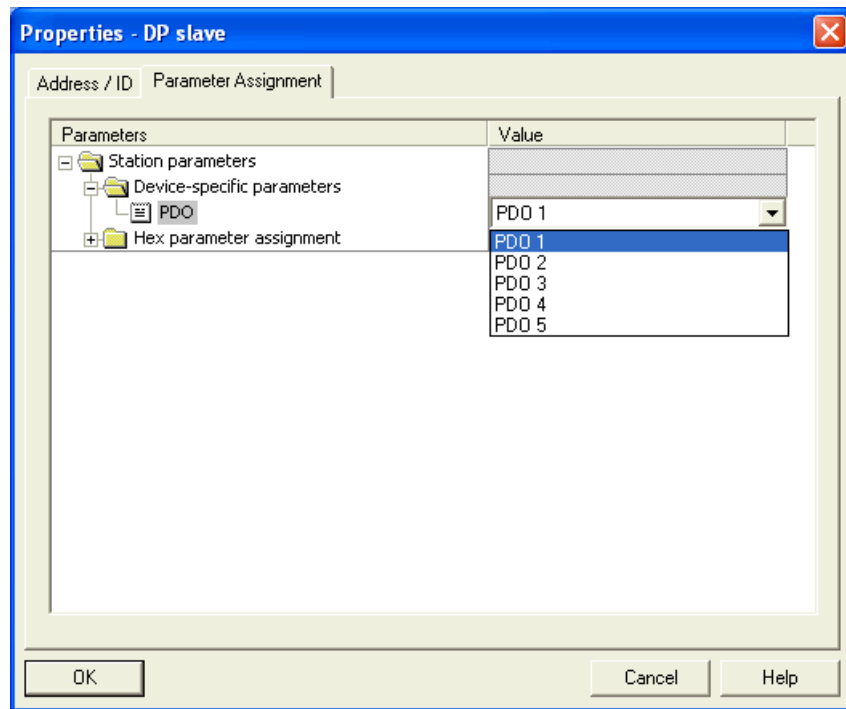 Properties - DP slave
Address / ID Parameter Assignment
Parameters Value
Station parameters
Device-specific parameters
PDO PDO 1
Hex parameter assignment PDO 1
PDO 2
PDO 3
PDO 4
PDO 5
OK Cancel Help